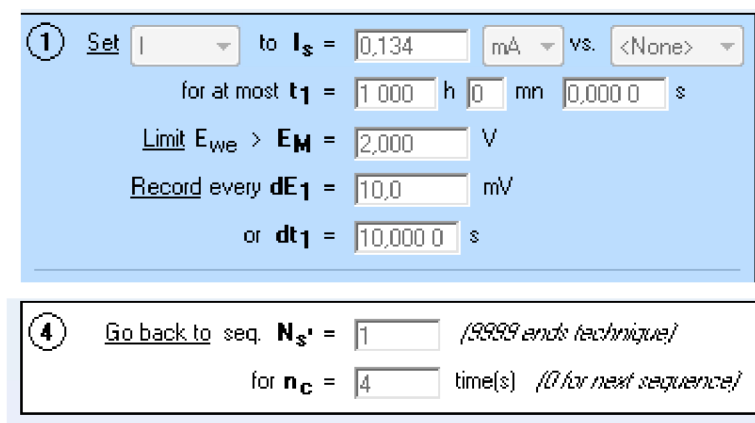 1 Set I to Is = 0,134 mA vs. <None>
for at most t1 = 1 000 h 0 mn 0,000 0 s
Limit Ewe > EM = 2,000 V
Record every dE1 = 10,0 mV
or dt1 = 10,000 0 s
4 Go back to seq. Ns' = 1 (9999 ends technique)
for nc = 4 time(s) (0 for next sequence)